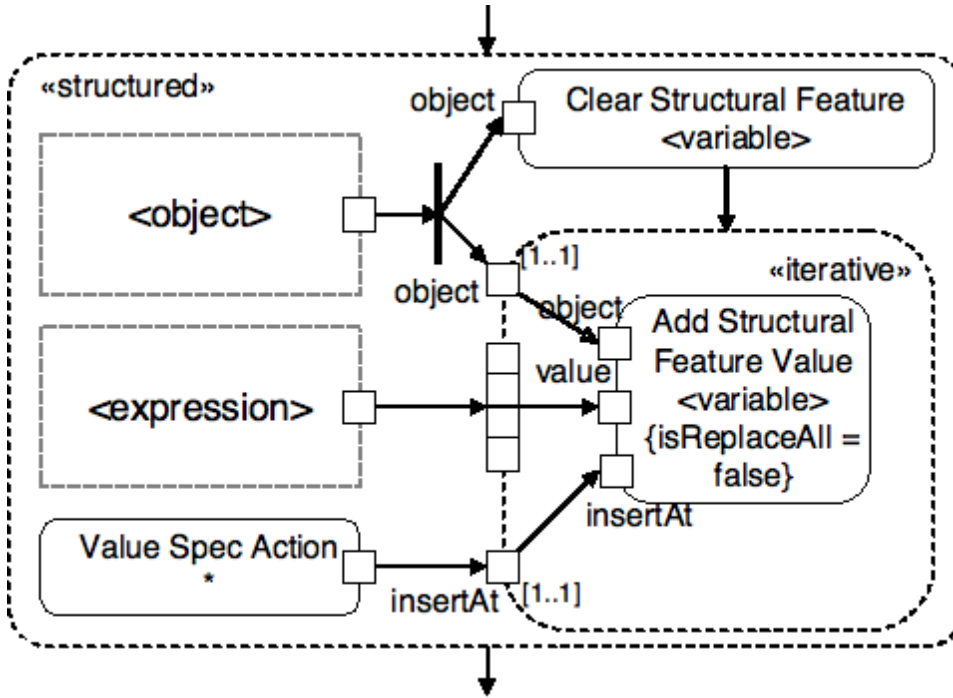 «structured»
object
Clear Structural Feature
<variable>
<object>
[1..1]
object
«iterative»
object
Add Structural
Feature Value
<variable>
{isReplaceAll =
false}
value
<expression>
insertAt
Value Spec Action
*
insertAt
[1..1]